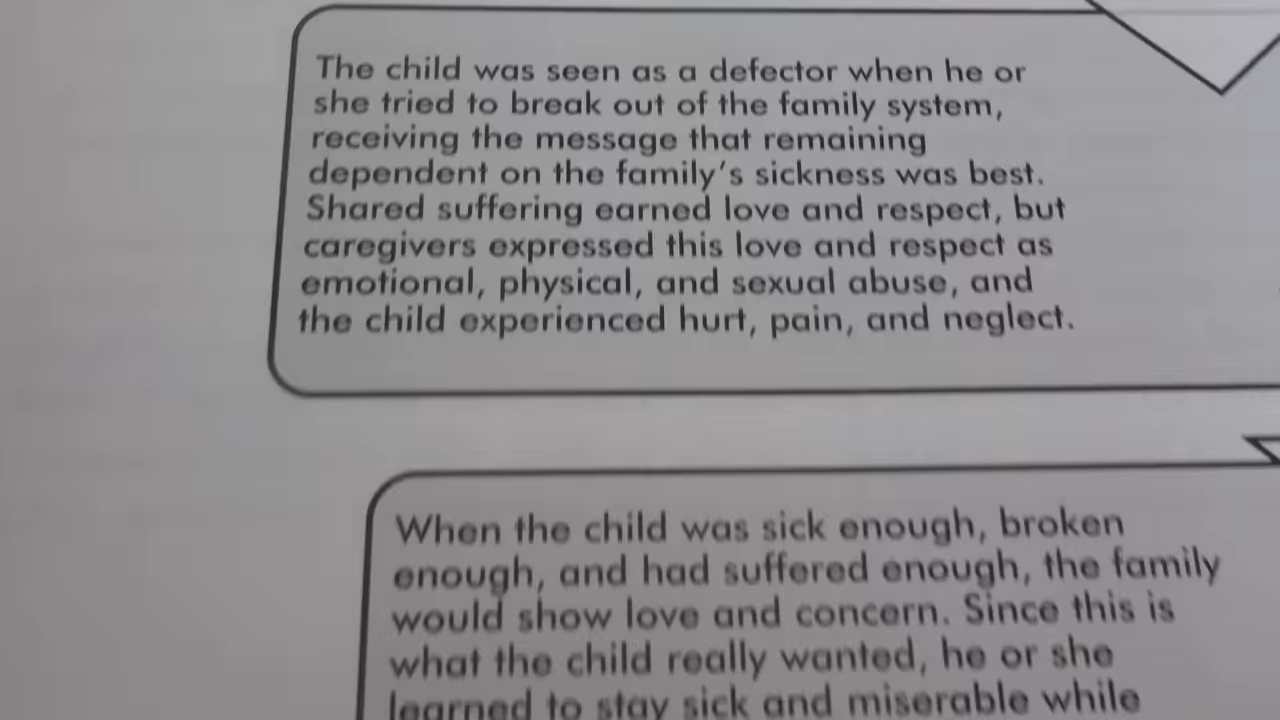 The child was seen as a defector when he or
she tried to break out of the family system,
receiving the message that remaining
dependent on the family's sickness was best.
Shared suffering earned love and respect, but
caregivers expressed this love and respect as
emotional, physical, and sexual abuse, and
the child experienced hurt, pain, and neglect.
When the child was sick enough, broken
enough, and had suffered enough, the family
would show love and concern. Since this is
what the child really wanted, he or she
learned to stay sick and miserable while